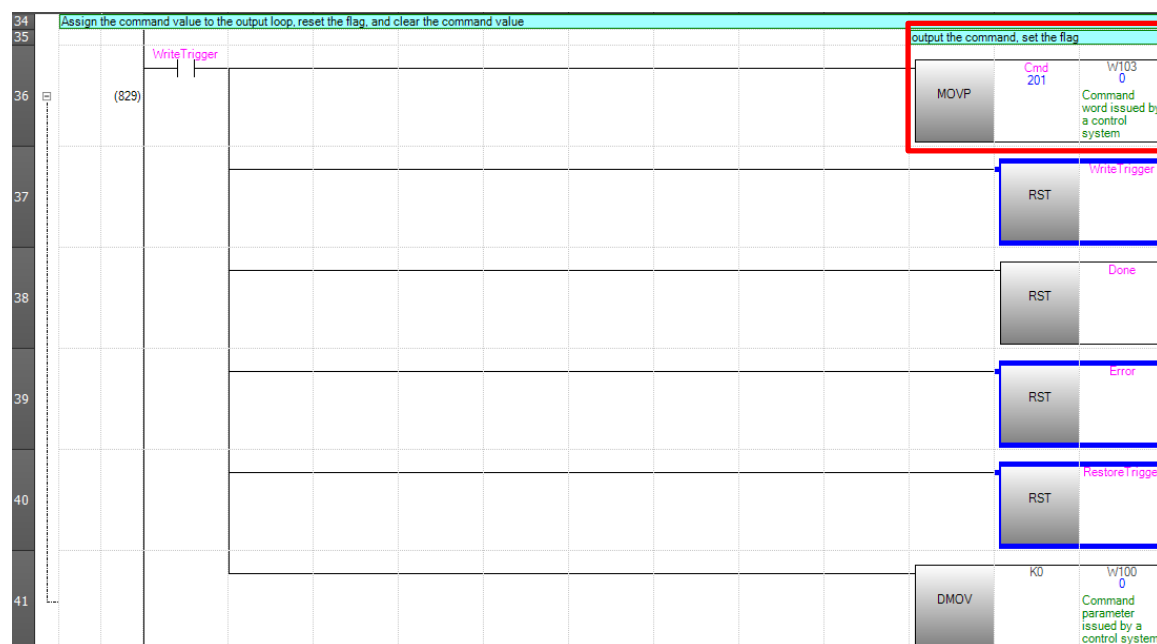 34 Assign the command value to the output loop, reset the flag, and clear the command value
35 output the command, set the flag
WriteTrigger
36 (829) MOVP Cmd 201 W103 0
Command
word issued by
a control
system
37 RST WriteTrigger
38 RST Done
39 RST Error
40 RST RestoreTrigge
41 DMOV K0 W100 0
Command
parameter
issued by a
control system